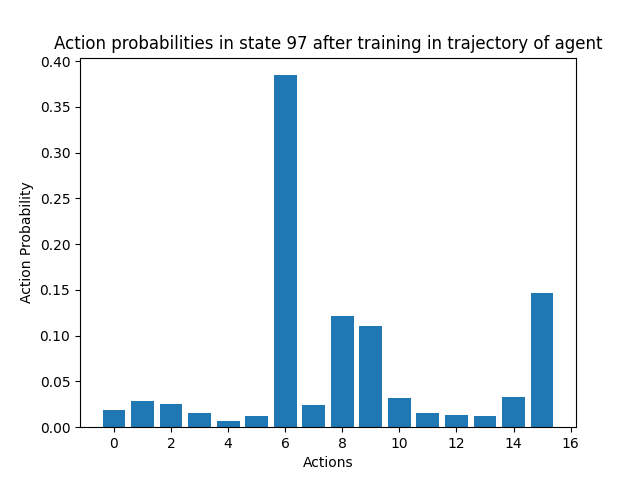 Action probabilities in state 97 after training in trajectory of agent
0.40
0.35
0.30
0.25
0.20
0.15
0.10
0.05
0.00
Action Probability
0 2 4 6 8 10 12 14 16
Actions